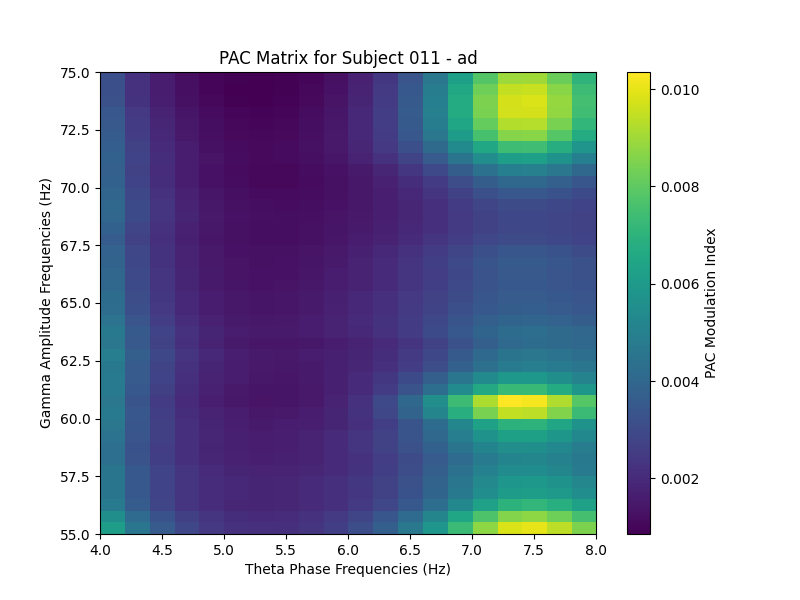 PAC Matrix for Subject 011 - ad
75.0
72.5
70.0
67.5
65.0
62.5
60.0
57.5
55.0
Gamma Amplitude Frequencies (Hz)
4.0 4.5 5.0 5.5 6.0 6.5 7.0 7.5 8.0
Theta Phase Frequencies (Hz)
0.010
0.008
0.006
0.004
0.002
PAC Modulation Index